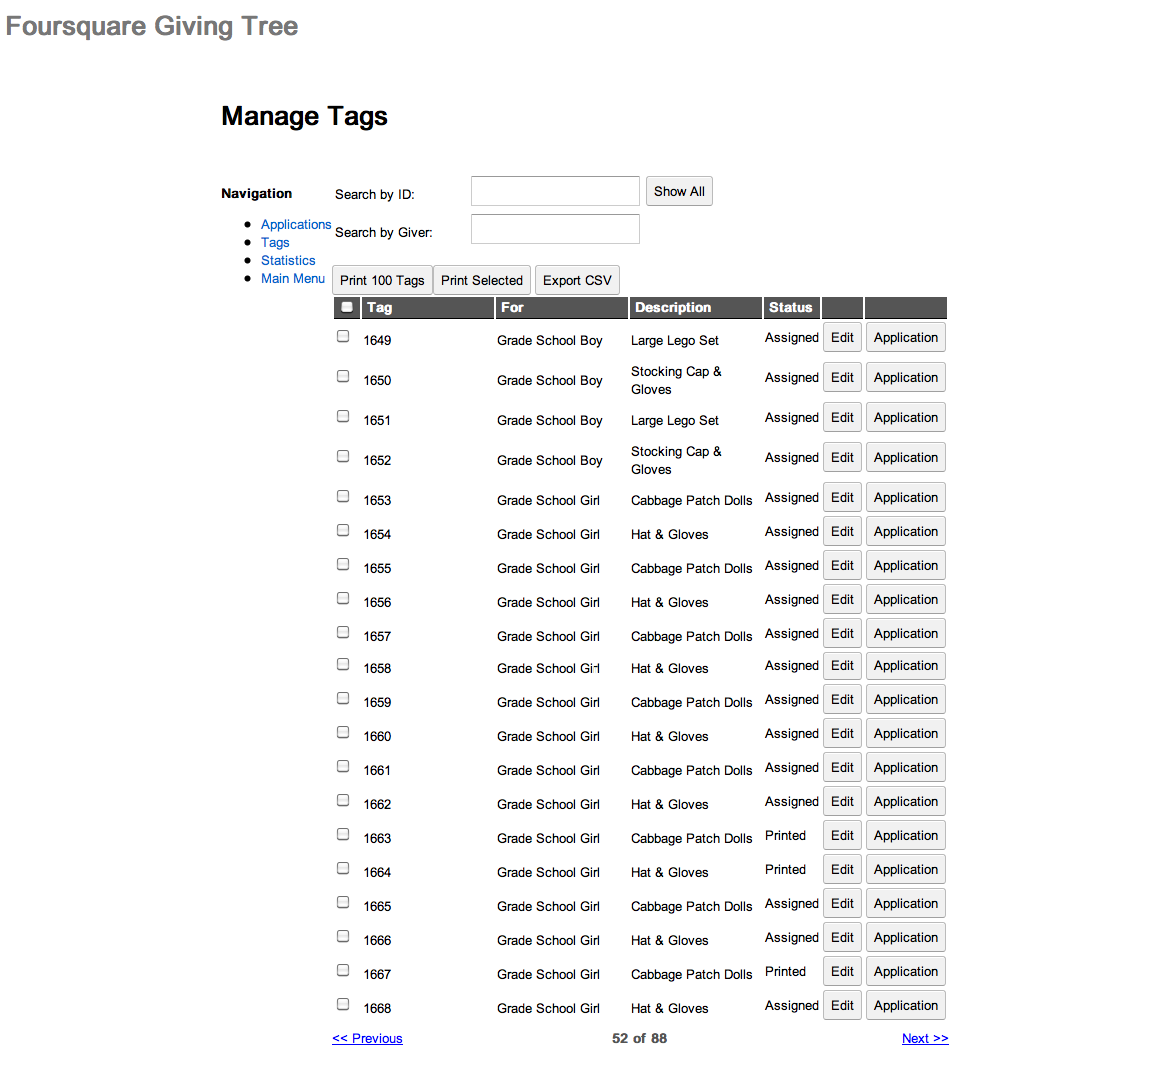 Foursquare Giving Tree
Manage Tags
Navigation
Applications
Tags
Statistics
Main Menu
Search by ID: Show All
Search by Giver:
Print 100 Tags Print Selected Export CSV
Tag For Description Status
1649 Grade School Boy Large Lego Set Assigned Edit Application
1650 Grade School Boy Stocking Cap & Gloves Assigned Edit Application
1651 Grade School Boy Large Lego Set Assigned Edit Application
1652 Grade School Boy Stocking Cap & Gloves Assigned Edit Application
1653 Grade School Girl Cabbage Patch Dolls Assigned Edit Application
1654 Grade School Girl Hat & Gloves Assigned Edit Application
1655 Grade School Girl Cabbage Patch Dolls Assigned Edit Application
1656 Grade School Girl Hat & Gloves Assigned Edit Application
1657 Grade School Girl Cabbage Patch Dolls Assigned Edit Application
1658 Grade School Girl Hat & Gloves Assigned Edit Application
1659 Grade School Girl Cabbage Patch Dolls Assigned Edit Application
1660 Grade School Girl Hat & Gloves Assigned Edit Application
1661 Grade School Girl Cabbage Patch Dolls Assigned Edit Application
1662 Grade School Girl Hat & Gloves Assigned Edit Application
1663 Grade School Girl Cabbage Patch Dolls Printed Edit Application
1664 Grade School Girl Hat & Gloves Printed Edit Application
1665 Grade School Girl Cabbage Patch Dolls Assigned Edit Application
1666 Grade School Girl Hat & Gloves Assigned Edit Application
1667 Grade School Girl Cabbage Patch Dolls Printed Edit Application
1668 Grade School Girl Hat & Gloves Assigned Edit Application
<< Previous 52 of 88 Next >>